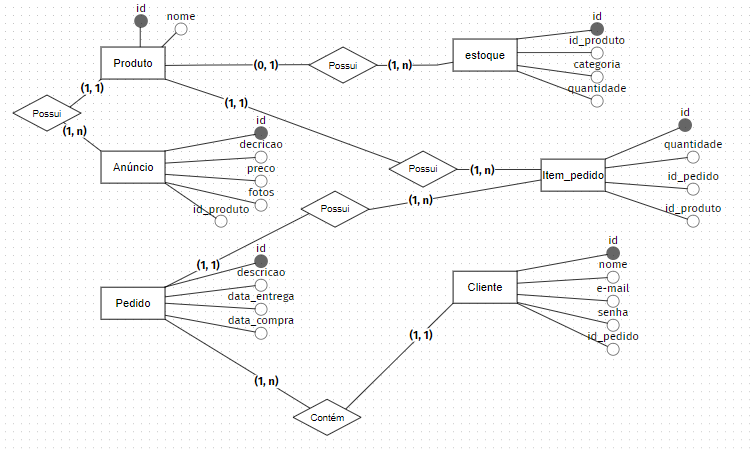 id
nome
Produto
(0, 1)
Possui
(1, n)
estoque
id
id_produto
categoria
quantidade
(1, 1)
Possui
(1, n)
(1, 1)
Possui
(1, n)
Anúncio
id
decricao
preco
fotos
id_produto
Item_pedido
id
quantidade
id_pedido
id_produto
Possui
(1, n)
(1, 1)
Pedido
id
descricao
data_entrega
data_compra
Cliente
id
nome
e-mail
senha
id_pedido
(1, 1)
(1, n)
Contém